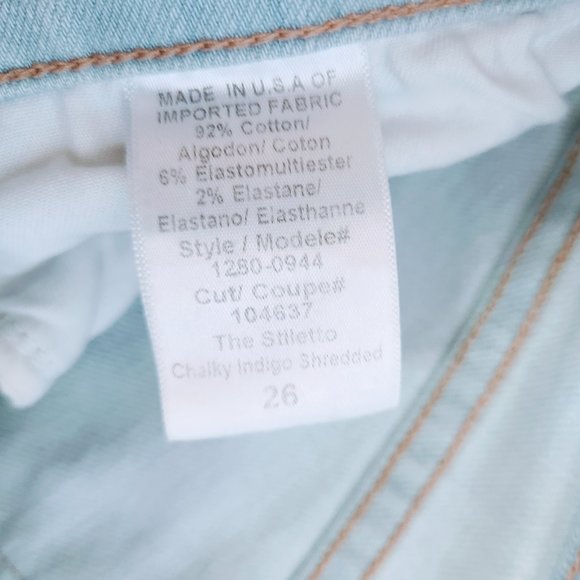 MADE IN U.S.A OF
IMPORTED FABRIC
92% Cotton/
Algodon/ Coton
6% Elastomultiester
2% Elastane/
Elastano/ Elasthanne
Style / Modele#
1280-0944
Cut/ Coupe#
104637
The Stiletto
Chalky Indigo Shredded
26